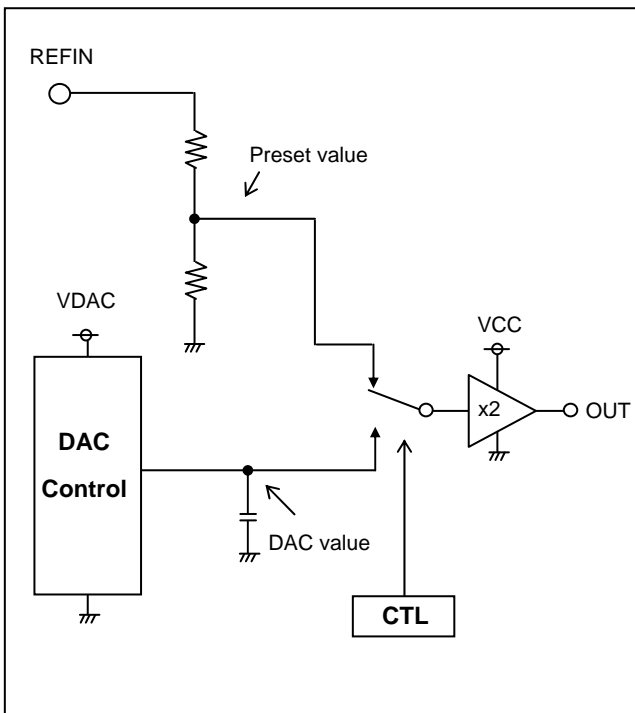 REFIN
Preset value
VDAC
VCC
x2
OUT
DAC
Control
DAC value
CTL